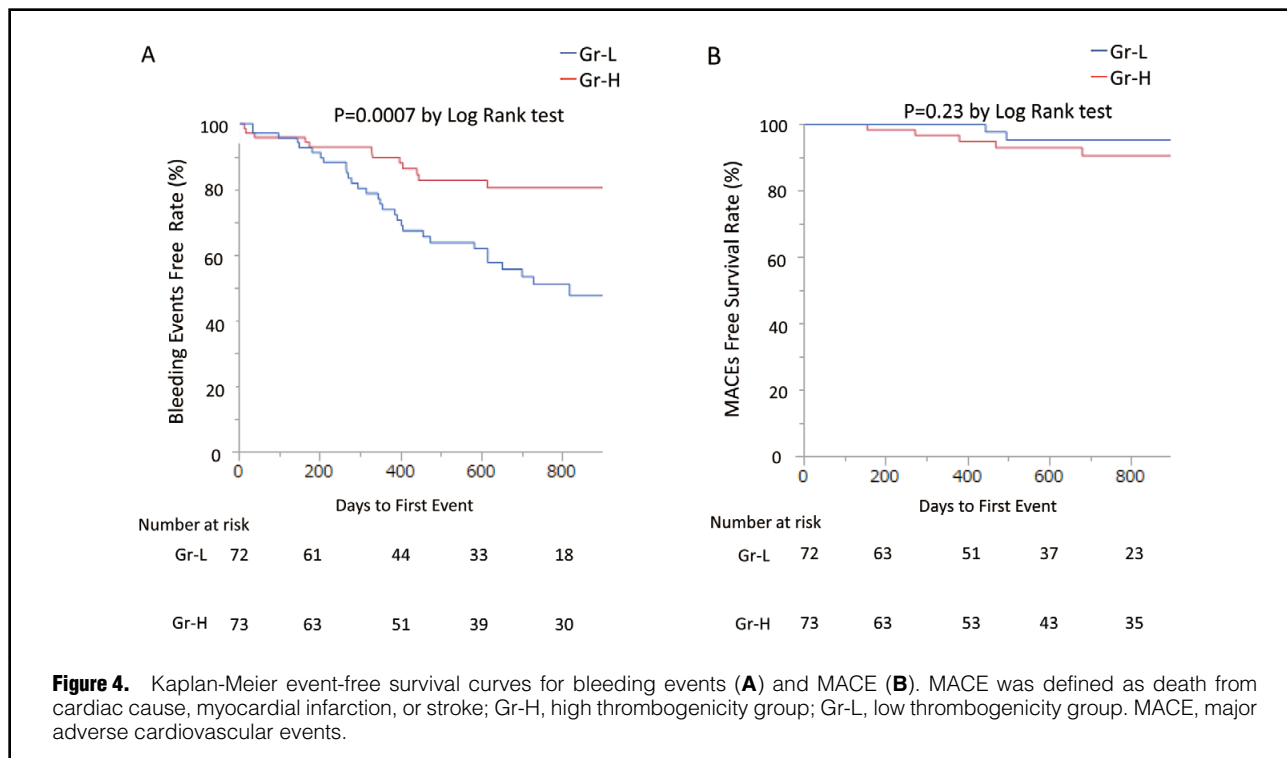 A
Gr-L
Gr-H
P=0.0007 by Log Rank test
Bleeding Events Free Rate (%)
100
80
60
40
20
0
0 200 400 600 800
Days to First Event
Number at risk
Gr-L 72 61 44 33 18
Gr-H 73 63 51 39 30
B
Gr-L
Gr-H
P=0.23 by Log Rank test
MACEs Free Survival Rate (%)
100
80
60
40
20
0
0 200 400 600 800
Days to First Event
Number at risk
Gr-L 72 63 51 37 23
Gr-H 73 63 53 43 35
Figure 4. Kaplan-Meier event-free survival curves for bleeding events (A) and MACE (B). MACE was defined as death from
cardiac cause, myocardial infarction, or stroke; Gr-H, high thrombogenicity group; Gr-L, low thrombogenicity group. MACE, major
adverse cardiovascular events.